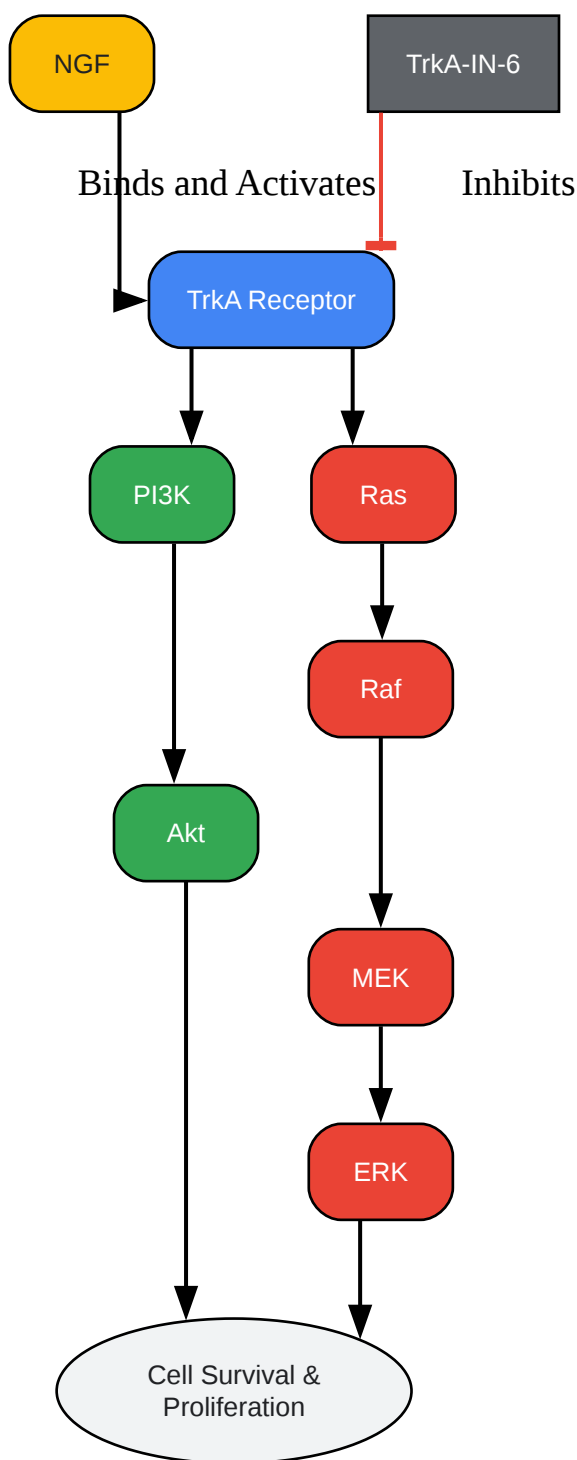 NGF
TrkA-IN-6
Binds and Activates
Inhibits
TrkA Receptor
PI3K
Ras
Raf
Akt
MEK
ERK
Cell Survival &
Proliferation